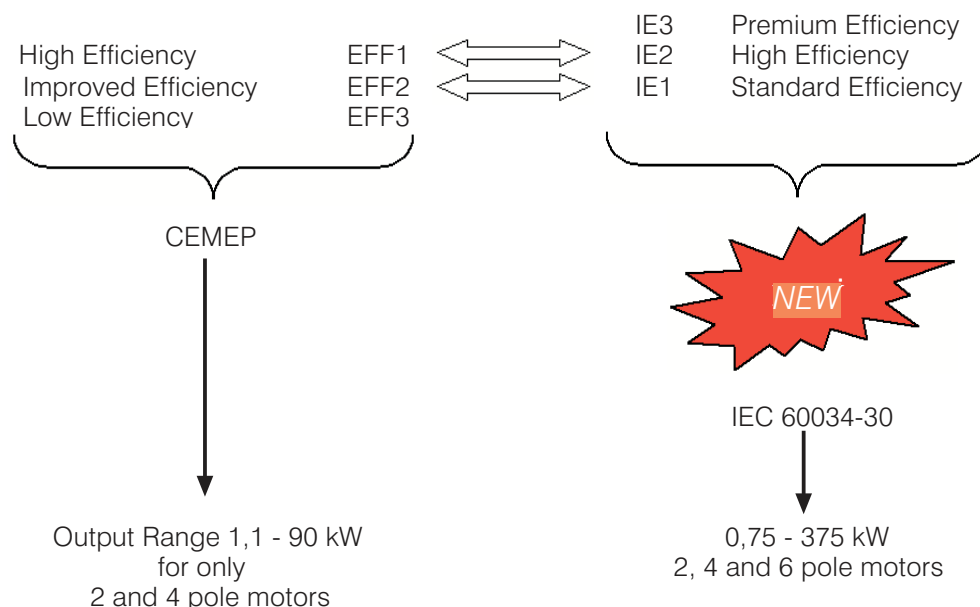 High Efficiency EFF1
Improved Efficiency EFF2
Low Efficiency EFF3
CEMEP
Output Range 1,1 - 90 kW
for only
2 and 4 pole motors
IE3 Premium Efficiency
IE2 High Efficiency
IE1 Standard Efficiency
NEW
IEC 60034-30
0,75 - 375 kW
2, 4 and 6 pole motors